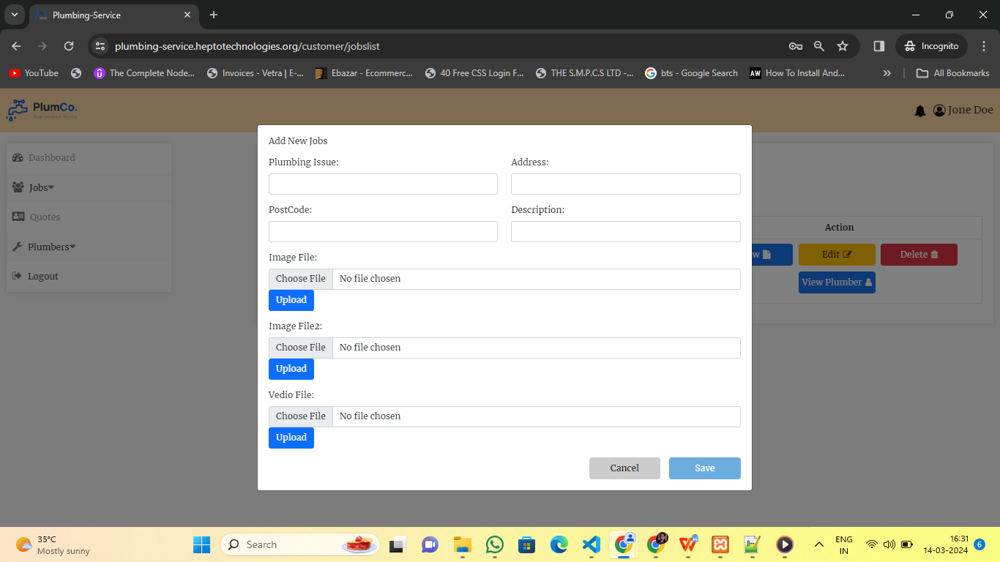 Plumbing-Service
plumbing-service.heptotechnologies.org/customer/jobslist
Incognito
YouTube
The Complete Node...
Invoices - Vetra | E-...
Ebazar - Ecommerc...
40 Free CSS Login F...
THE S.M.P.C.S LTD -...
bts - Google Search
AW
How To Install And...
All Bookmarks
PlumCo.
Jone Doe
Dashboard
Jobs
Quotes
Plumbers
Logout
Add New Jobs
Plumbing Issue:
Address:
PostCode:
Description:
Image File:
Choose File No file chosen
Upload
Image File2:
Choose File No file chosen
Upload
Vedio File:
Choose File No file chosen
Upload
Cancel
Save
Action
w
Edit
Delete
View Plumber
35°C
Mostly sunny
Search
ENG
IN
16:31
14-03-2024
6